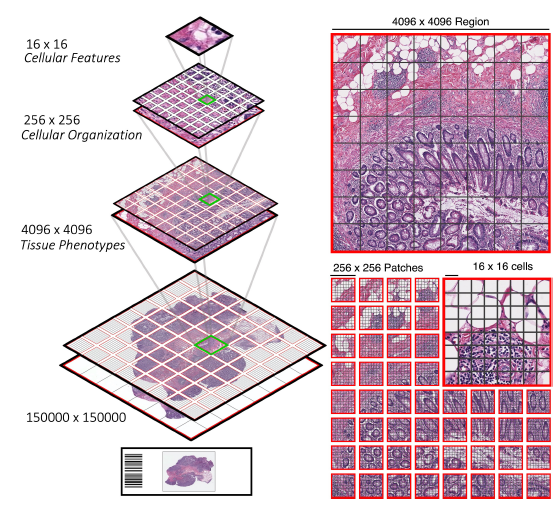 16 x 16
Cellular Features
256 x 256
Cellular Organization
4096 x 4096
Tissue Phenotypes
150000 x 150000
4096 x 4096 Region
256 x 256 Patches
16 x 16 cells